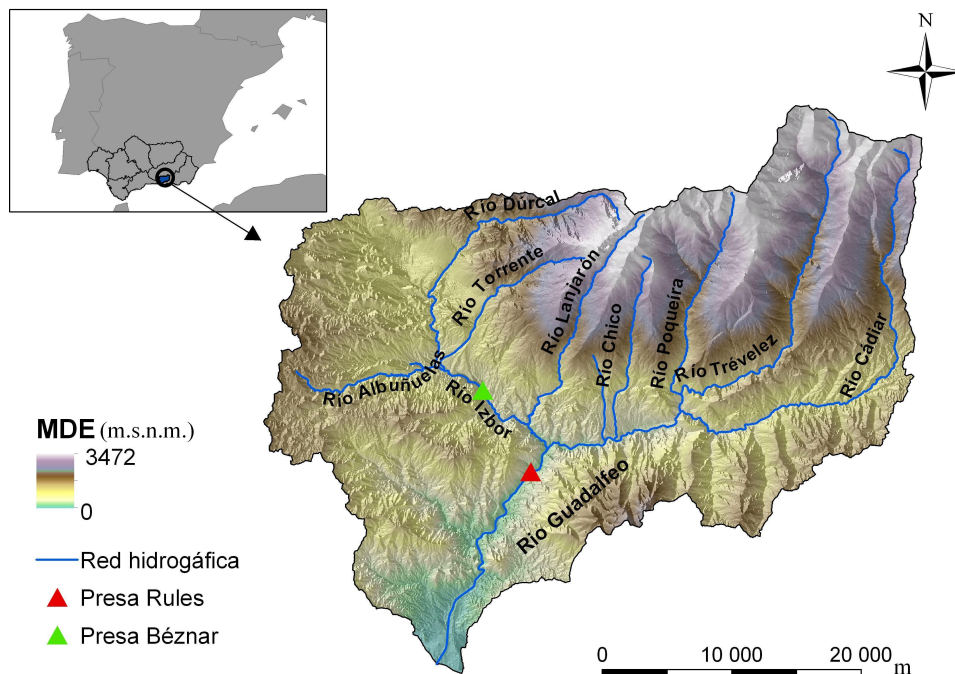 N
Río Dúrcal
Río Torrente
Río Lanjarón
Río Chico
Río Poqueira
Río Trévelez
Río Cádiar
Río Albuñuelas
Río Izbor
Río Guadalfeo
MDE (m.s.n.m.)
3472
0
Red hidrogáfica
Presa Rules
Presa Béznar
0 10 000 20 000
m